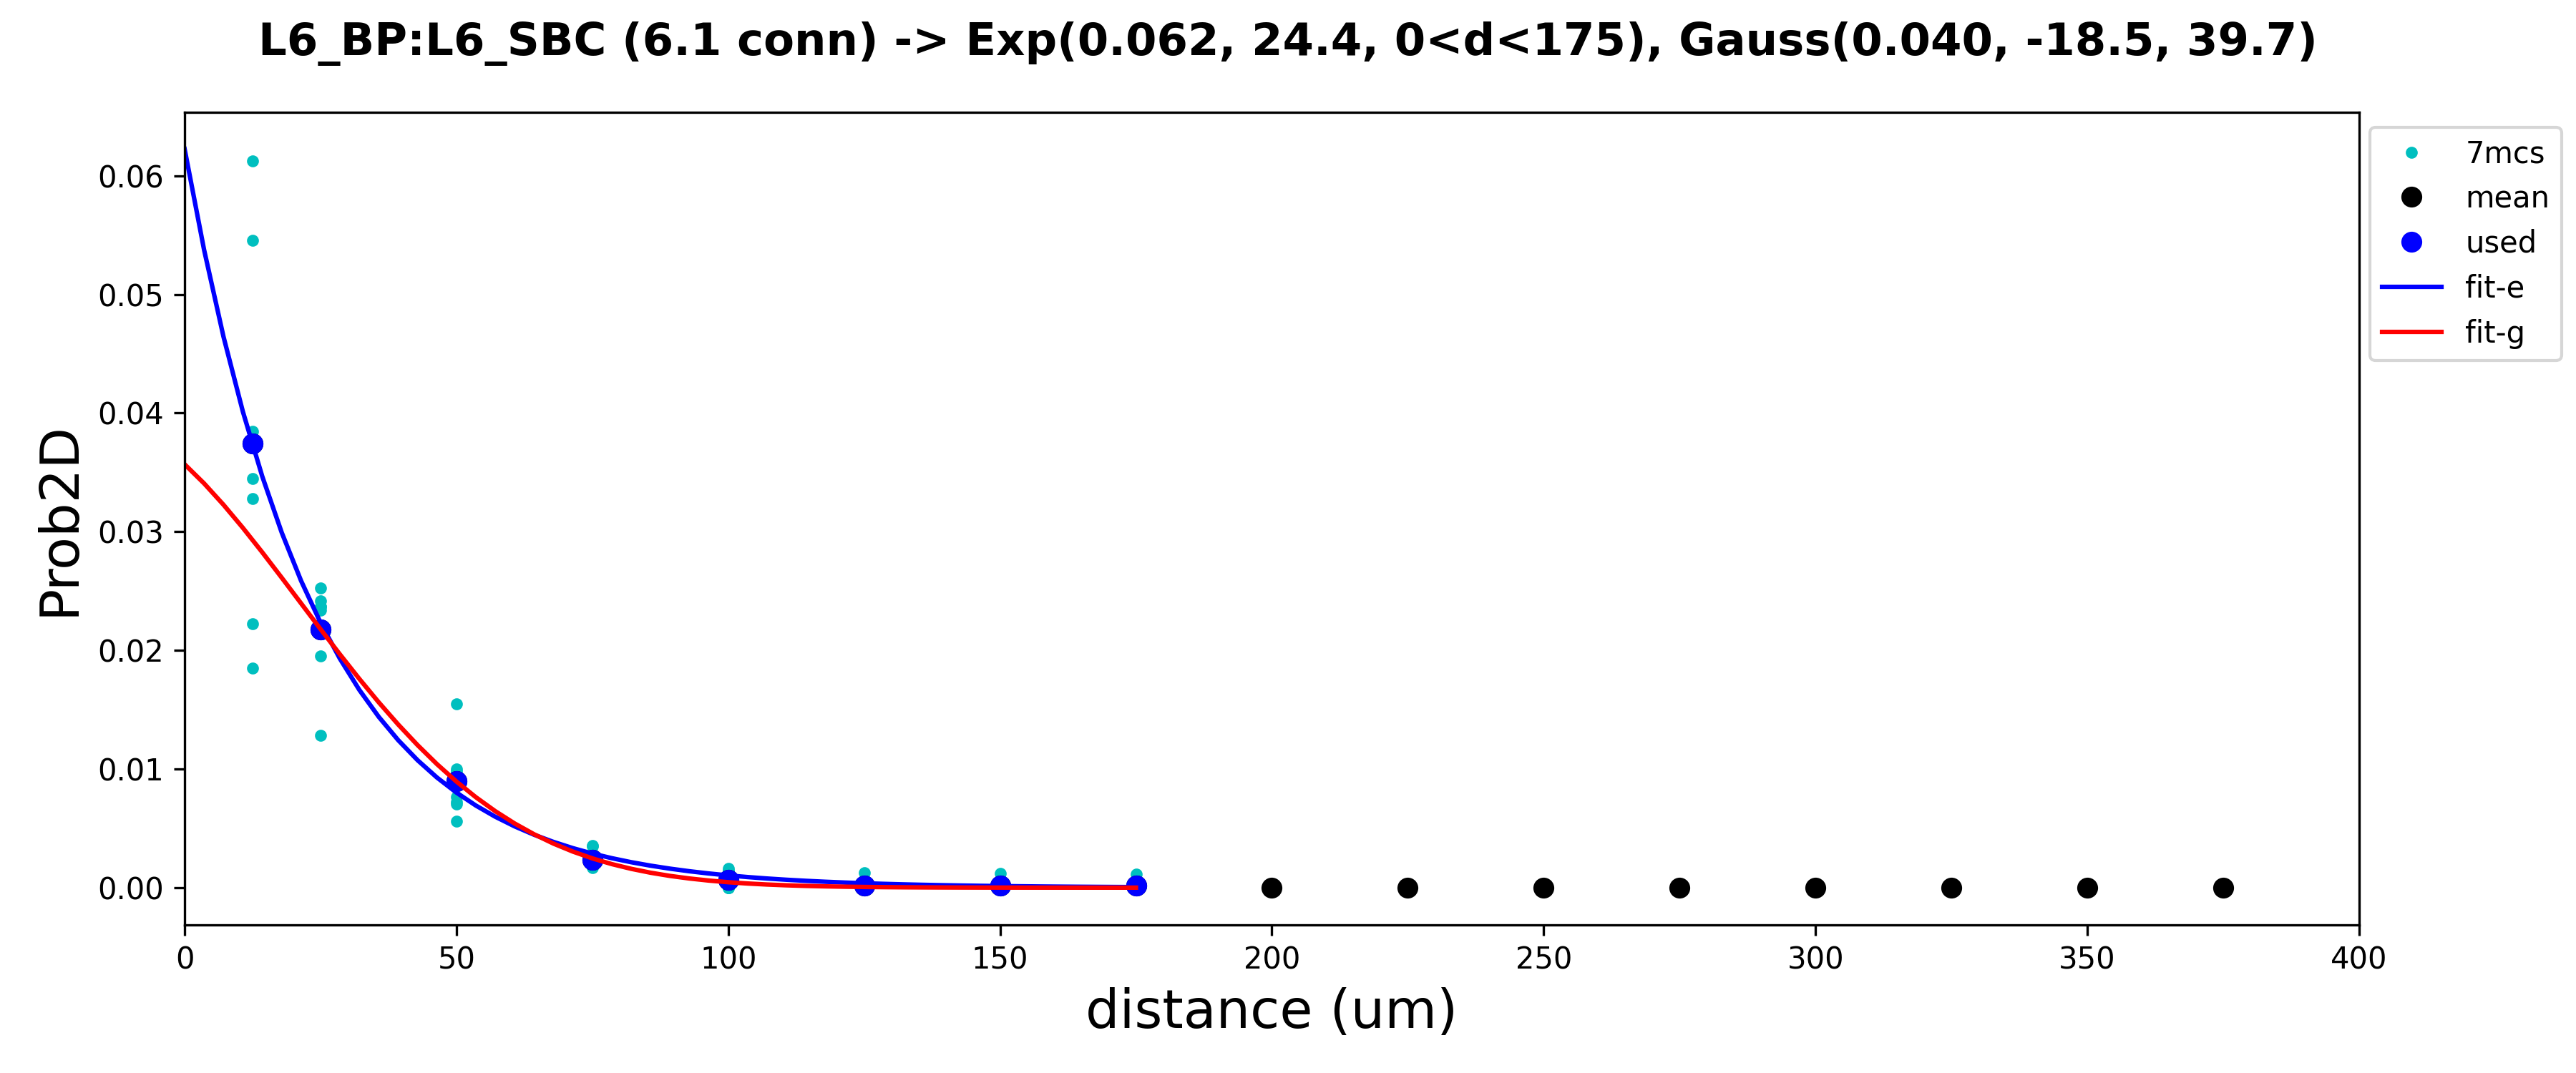 L6_BP:L6_SBC (6.1 conn) -> Exp(0.062, 24.4, 0<d<175), Gauss(0.040, -18.5, 39.7)
7mcs
mean
used
fit-e
fit-g
Prob2D
0.06
0.05
0.04
0.03
0.02
0.01
0.00
0 50 100 150 200 250 300 350 400
distance (um)